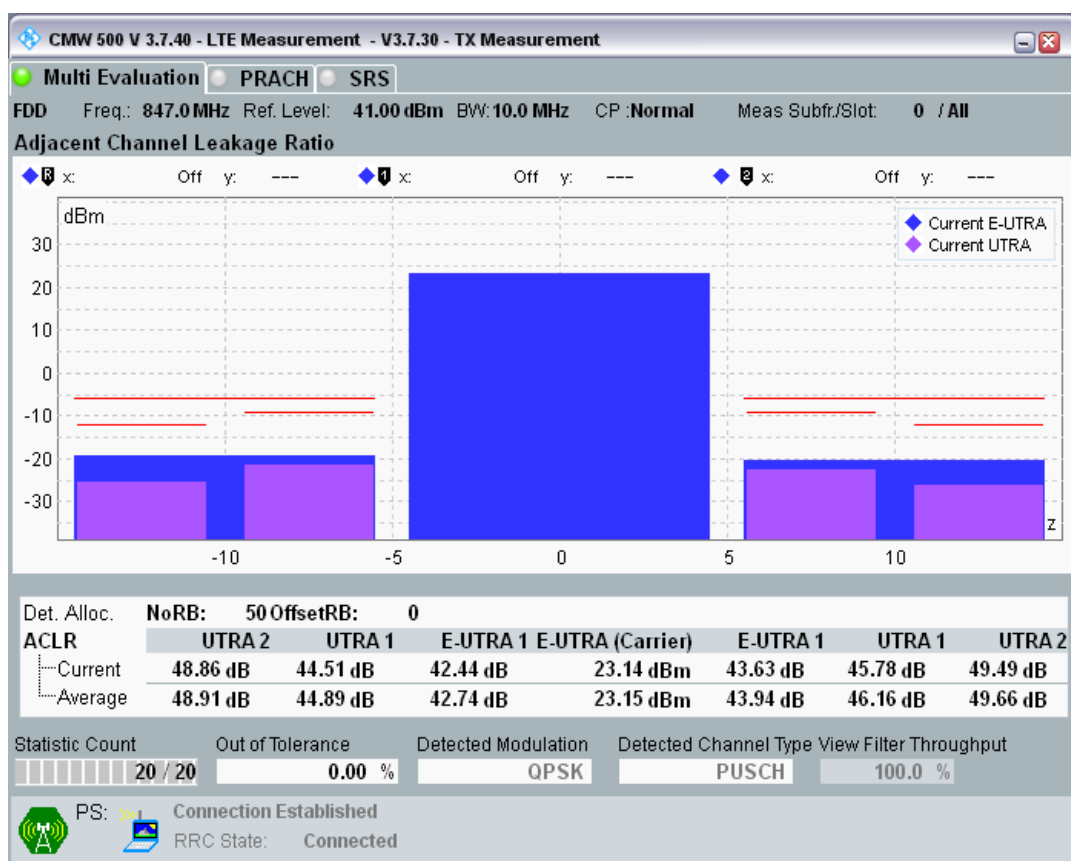 CMW 500 V 3.7.40 - LTE Measurement - V3.7.30 - TX Measurement
Multi Evaluation PRACH SRS
FDD Freq.: 847.0 MHz Ref. Level: 41.00 dBm BW: 10.0 MHz CP : Normal Meas Subfr./Slot: 0 / All
Adjacent Channel Leakage Ratio
R x: Off y: --- 1 x: Off y: --- 2 x: Off y: ---
dBm
Current E-UTRA
Current UTRA
30
20
10
0
-10
-20
-30
z
-10 -5 0 5 10
Det. Alloc. NoRB: 50 OffsetRB: 0
ACLR UTRA 2 UTRA 1 E-UTRA 1 E-UTRA (Carrier) E-UTRA 1 UTRA 1 UTRA 2
Current 48.86 dB 44.51 dB 42.44 dB 23.14 dBm 43.63 dB 45.78 dB 49.49 dB
Average 48.91 dB 44.89 dB 42.74 dB 23.15 dBm 43.94 dB 46.16 dB 49.66 dB
Statistic Count Out of Tolerance Detected Modulation Detected Channel Type View Filter Throughput
20 / 20 0.00 % QPSK PUSCH 100.0 %
PS: Connection Established
RRC State: Connected